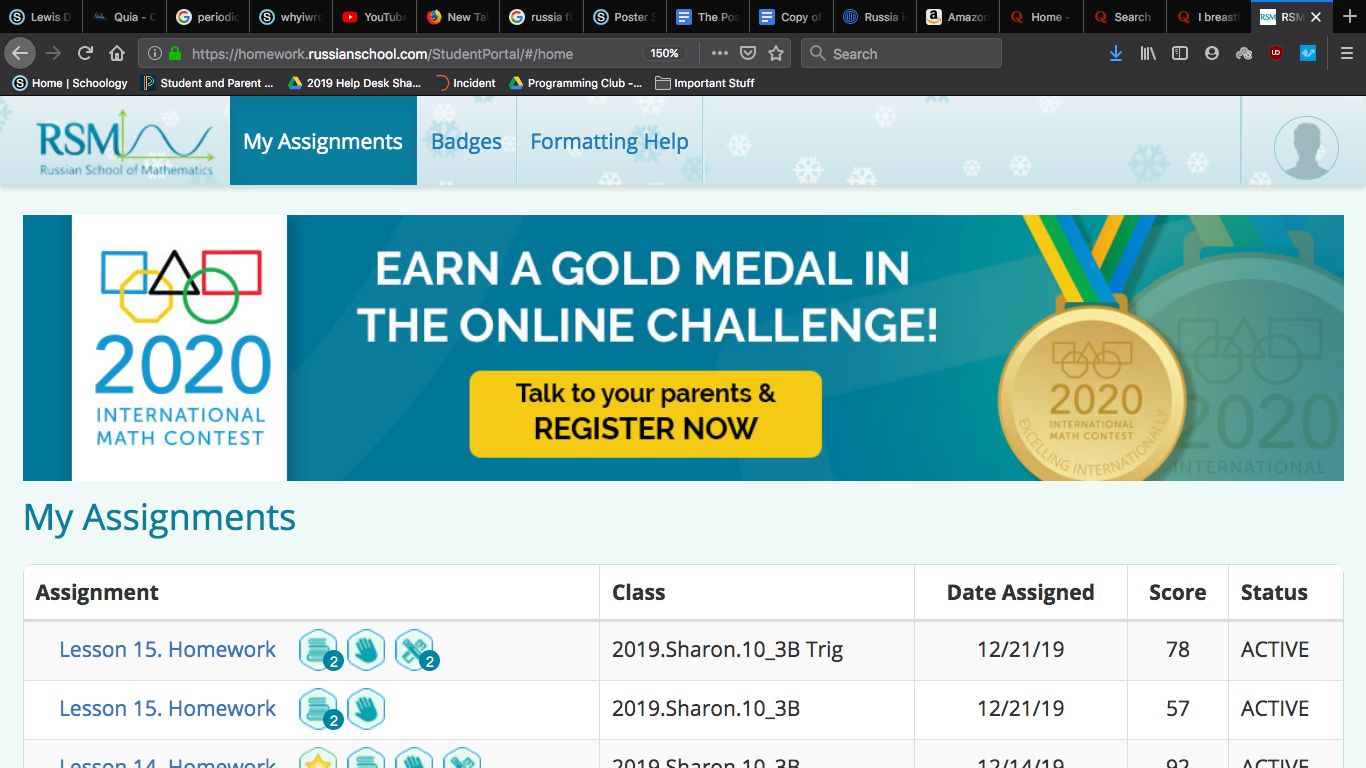 Lewis D
Quia - C
periodic
whyiwro
YouTube
New Tal
russia fl
Poster S
The Pos
Copy of
Russia i
Amazon
Home -
Search -
I breast
RSM
https://homework.russianschool.com/StudentPortal/#/home
150%
Search
Home | Schoology
Student and Parent ...
2019 Help Desk Sha...
Incident
Programming Club -...
Important Stuff
RSM
Russian School of Mathematics
My Assignments
Badges
Formatting Help
2020
INTERNATIONAL
MATH CONTEST
EARN A GOLD MEDAL IN
THE ONLINE CHALLENGE!
Talk to your parents &
REGISTER NOW
2020
INTERNATIONAL
MATH CONTEST
EXCELLING INTERNATIONALLY
2020
INTERNATIONAL
My Assignments
Assignment Class Date Assigned Score Status
Lesson 15. Homework 2 2 2019.Sharon.10_3B Trig 12/21/19 78 ACTIVE
Lesson 15. Homework 2 2019.Sharon.10_3B 12/21/19 57 ACTIVE
Lesson 14. Homework 2019.Sharon.10_3B 12/14/19 92 ACTIVE